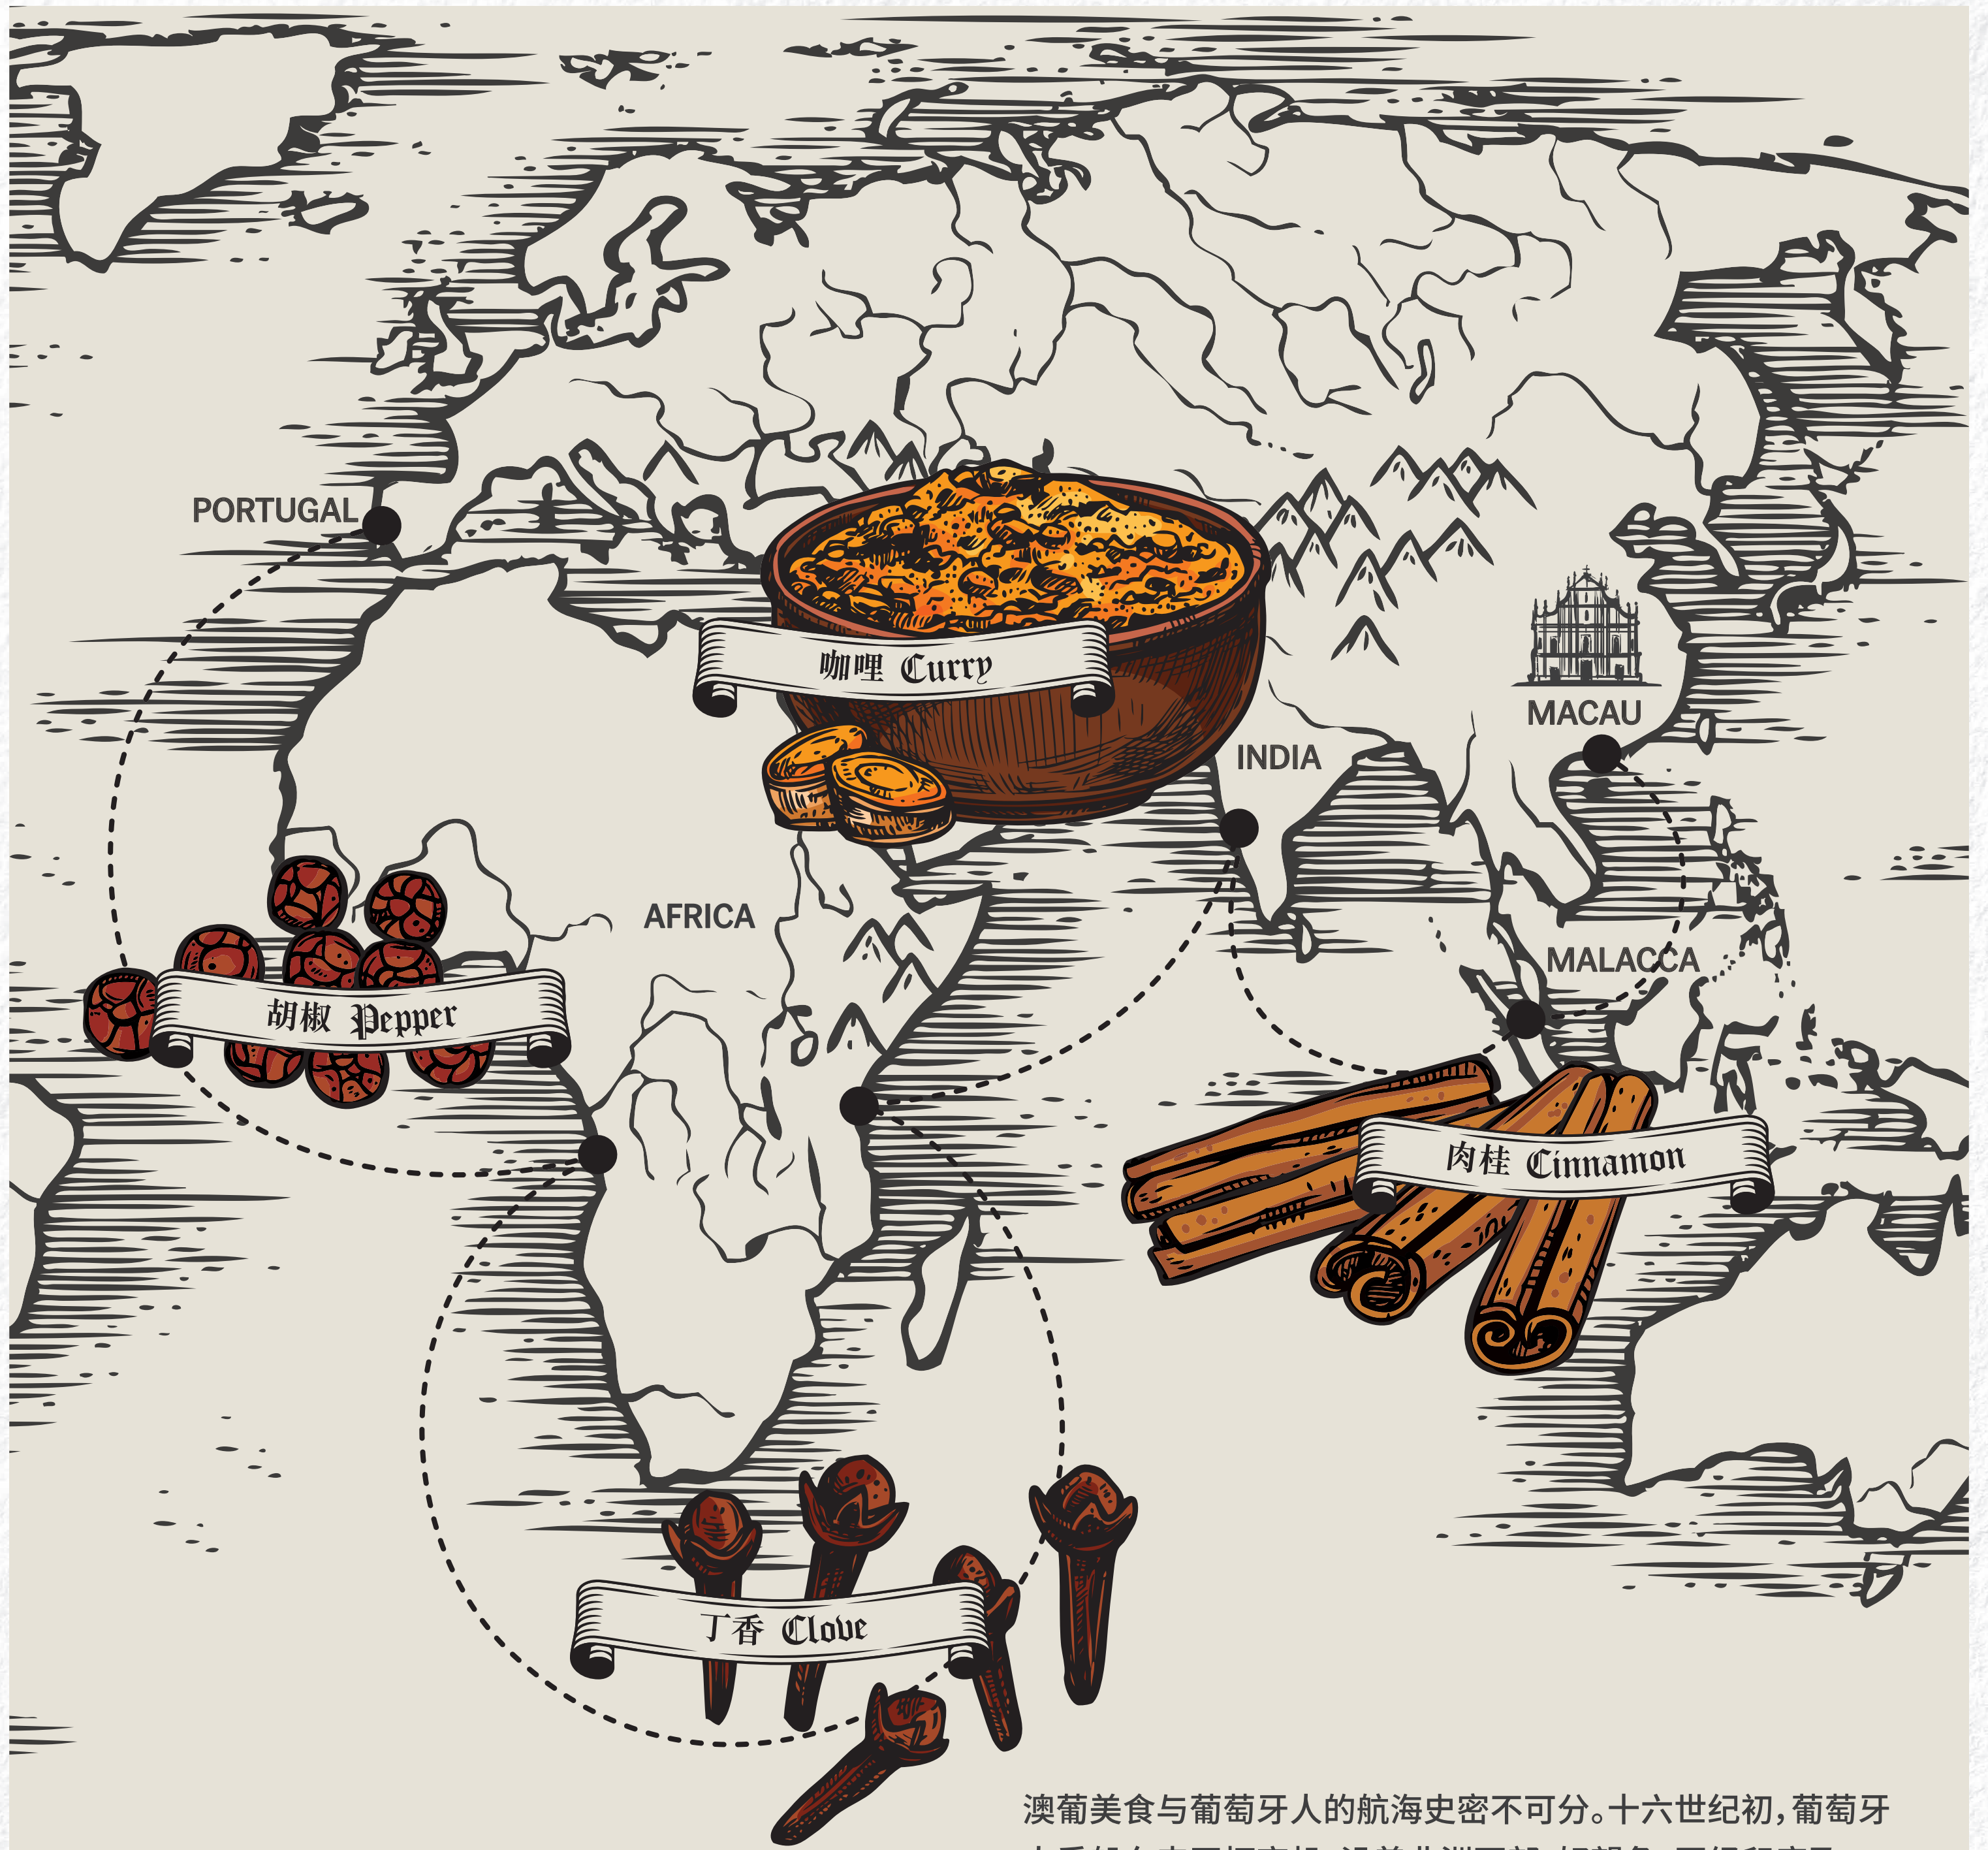 PORTUGAL
咖哩 Curry
MACAU
INDIA
AFRICA
MALACCA
胡椒 Pepper
肉桂 Cinnamon
丁香 Clove
澳葡美食与葡萄牙人的航海史密不可分。十六世纪初，葡萄牙